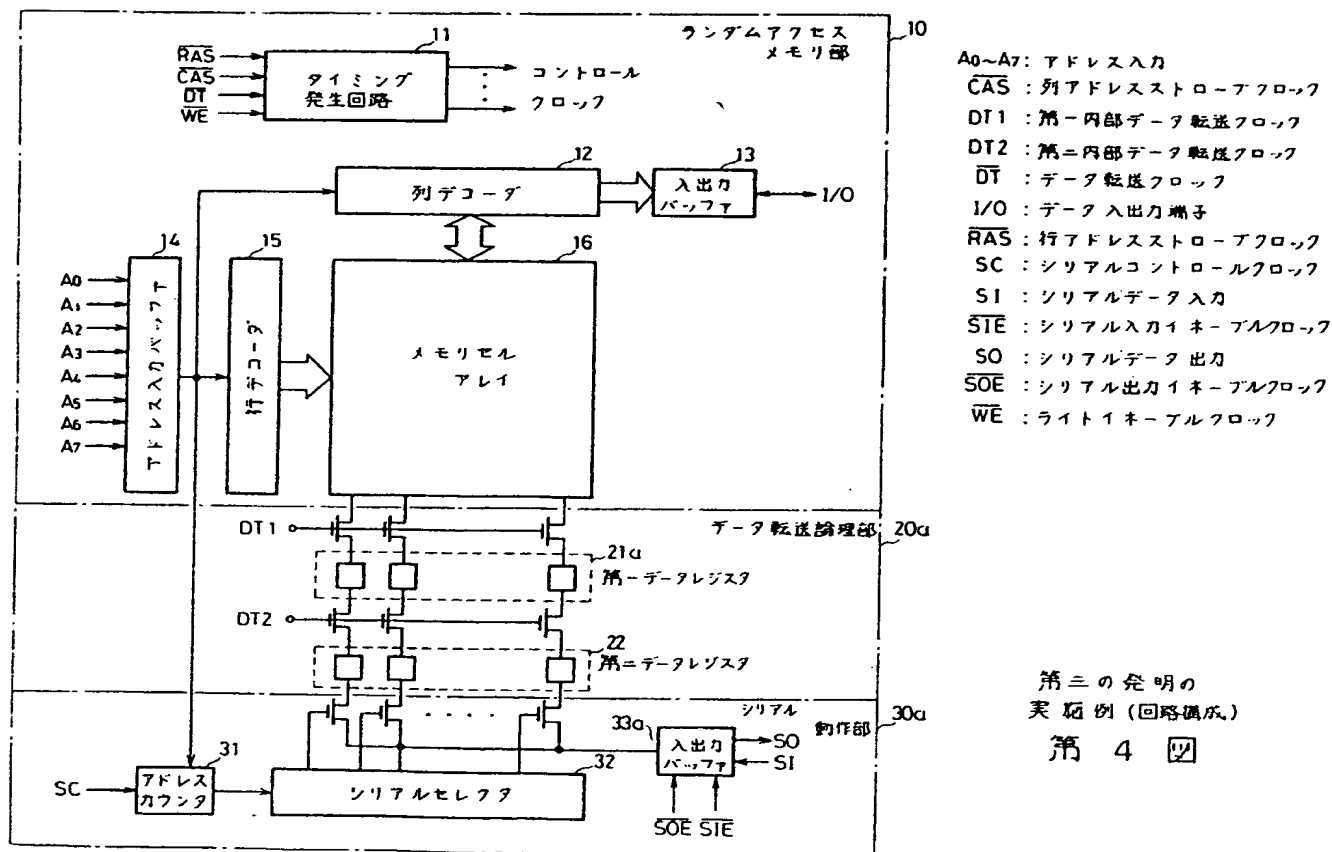 ランダムアクセス
メモリ部
10
11
R̅A̅S̅
C̅A̅S̅
D̅T̅
W̅E̅
タイミング
発生回路
コントロール
クロック
12
列デコーダ
13
入出力
バッファ
I/O
14
アドレス入力バッファ
15
行デコーダ
16
メモリセル
アレイ
A0
A1
A2
A3
A4
A5
A6
A7
データ転送論理部
20a
DT1
21a
第一データレジスタ
DT2
22
第二データレジスタ
シリアル
動作部
30a
33a
入出力
バッファ
SO
SI
S̅O̅E̅
S̅I̅E̅
31
SC
アドレス
カウンタ
32
シリアルセレクタ
A0~A7: アドレス入力
C̅A̅S̅ : 列アドレスストローブクロック
DT1 : 第一内部データ転送クロック
DT2 : 第二内部データ転送クロック
D̅T̅ : データ転送クロック
I/O : データ入出力端子
R̅A̅S̅ : 行アドレスストローブクロック
SC : シリアルコントロールクロック
SI : シリアルデータ入力
S̅I̅E̅ : シリアル入力イネーブルクロック
SO : シリアルデータ出力
S̅O̅E̅ : シリアル出力イネーブルクロック
W̅E̅ : ライトイネーブルクロック
第三の発明の
実施例(回路構成)
第 4 図